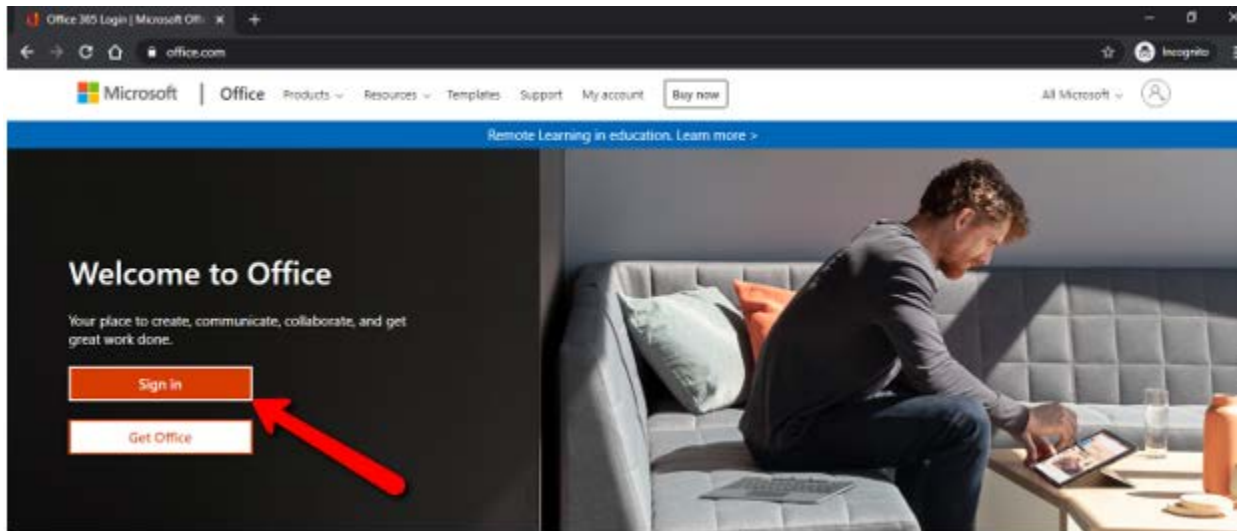 Office 365 Login | Microsoft Off
office.com
Incognito
Microsoft | Office Products Resources Templates Support My account Buy now All Microsoft
Remote Learning in education. Learn more >
Welcome to Office
Your place to create, communicate, collaborate, and get
great work done.
Sign in
Get Office